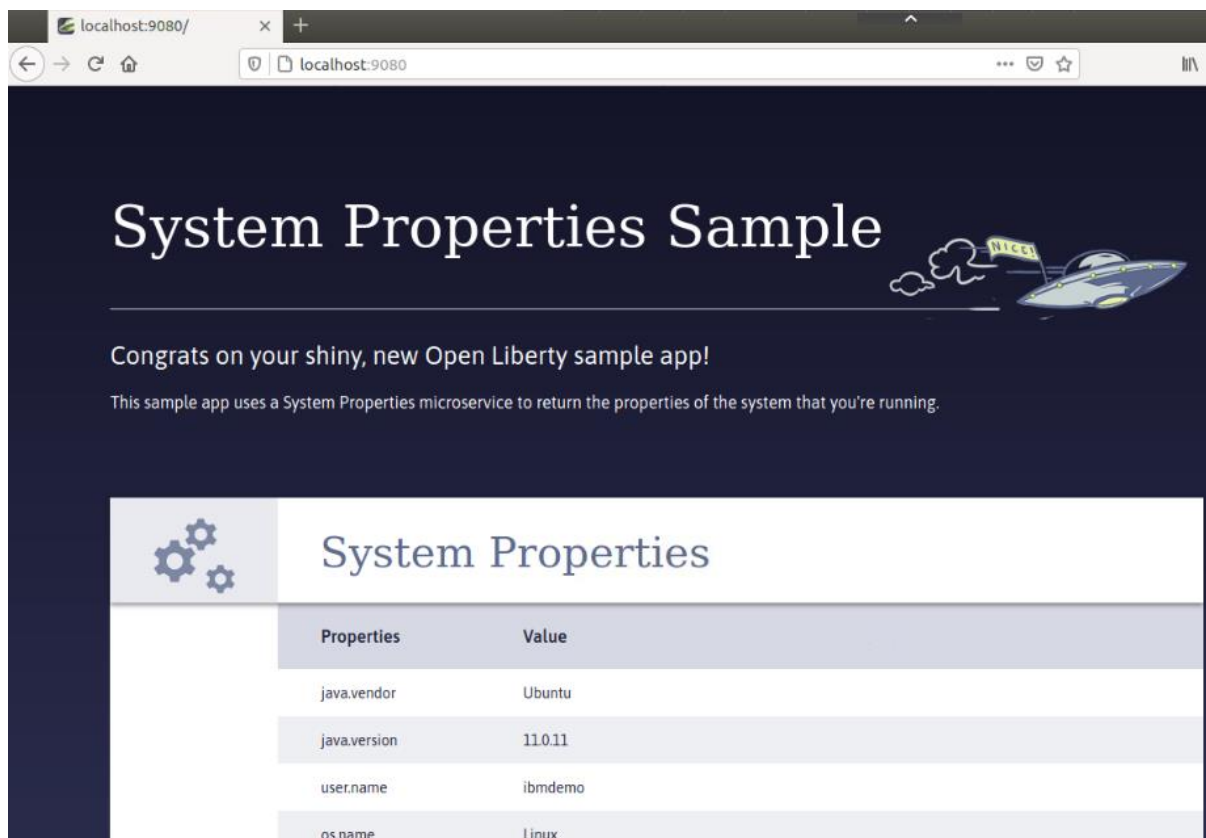 localhost:9080/
localhost:9080
System Properties Sample
NICE!
Congrats on your shiny, new Open Liberty sample app!
This sample app uses a System Properties microservice to return the properties of the system that you're running.
System Properties
Properties Value
java.vendor Ubuntu
java.version 11.0.11
user.name ibmdemo
os.name Linux